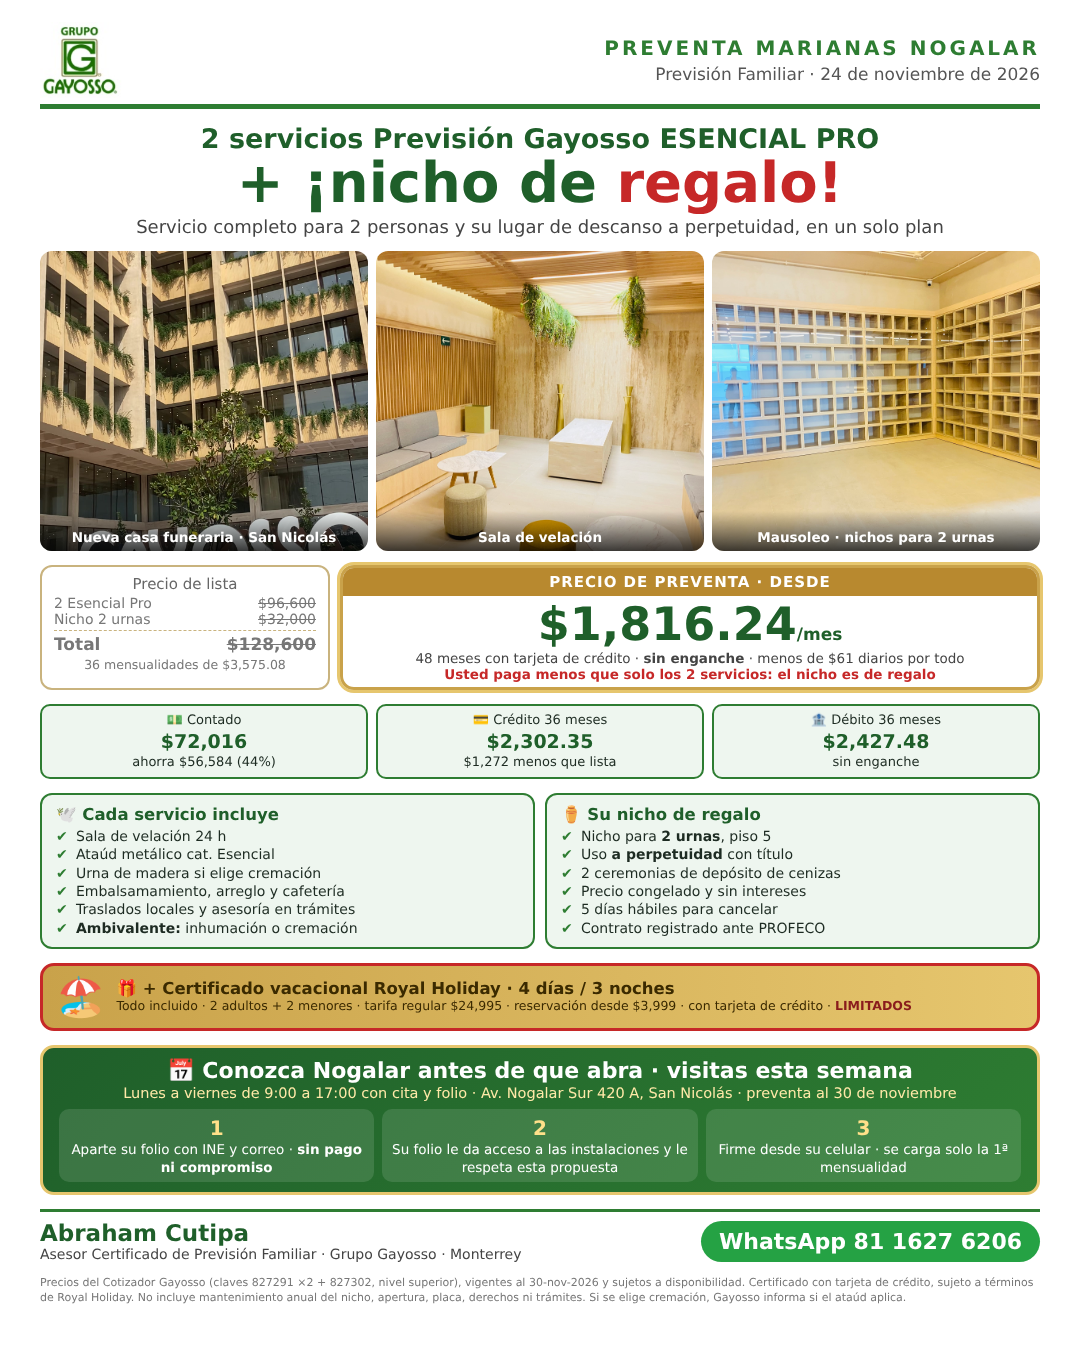 GRUPO
G
GAYOSSO
PREVENTA MARIANAS NOGALAR
Previsión Familiar · 24 de noviembre de 2026
2 servicios Previsión Gayosso ESENCIAL PRO
+ ¡nicho de regalo!
Servicio completo para 2 personas y su lugar de descanso a perpetuidad, en un solo plan
Nueva casa funeraria · San Nicolás
Sala de velación
Mausoleo · nichos para 2 urnas
Precio de lista
2 Esencial Pro $96,600
Nicho 2 urnas $32,000
Total $128,600
36 mensualidades de $3,575.08
PRECIO DE PREVENTA · DESDE
$1,816.24/mes
48 meses con tarjeta de crédito · sin enganche · menos de $61 diarios por todo
Usted paga menos que solo los 2 servicios: el nicho es de regalo
💵 Contado
$72,016
ahorra $56,584 (44%)
💳 Crédito 36 meses
$2,302.35
$1,272 menos que lista
🏦 Débito 36 meses
$2,427.48
sin enganche
🕊️ Cada servicio incluye
✔ Sala de velación 24 h
✔ Ataúd metálico cat. Esencial
✔ Urna de madera si elige cremación
✔ Embalsamamiento, arreglo y cafetería
✔ Traslados locales y asesoría en trámites
✔ Ambivalente: inhumación o cremación
⚱️ Su nicho de regalo
✔ Nicho para 2 urnas, piso 5
✔ Uso a perpetuidad con título
✔ 2 ceremonias de depósito de cenizas
✔ Precio congelado y sin intereses
✔ 5 días hábiles para cancelar
✔ Contrato registrado ante PROFECO
🎁 + Certificado vacacional Royal Holiday · 4 días / 3 noches
Todo incluido · 2 adultos + 2 menores · tarifa regular $24,995 · reservación desde $3,999 · con tarjeta de crédito · LIMITADOS
📅 Conozca Nogalar antes de que abra · visitas esta semana
Lunes a viernes de 9:00 a 17:00 con cita y folio · Av. Nogalar Sur 420 A, San Nicolás · preventa al 30 de noviembre
1
Aparte su folio con INE y correo · sin pago
ni compromiso
2
Su folio le da acceso a las instalaciones y le
respeta esta propuesta
3
Firme desde su celular · se carga solo la 1ª
mensualidad
Abraham Cutipa
Asesor Certificado de Previsión Familiar · Grupo Gayosso · Monterrey
WhatsApp 81 1627 6206
Precios del Cotizador Gayosso (claves 827291 ×2 + 827302, nivel superior), vigentes al 30-nov-2026 y sujetos a disponibilidad. Certificado con tarjeta de crédito, sujeto a términos
de Royal Holiday. No incluye mantenimiento anual del nicho, apertura, placa, derechos ni trámites. Si se elige cremación, Gayosso informa si el ataúd aplica.